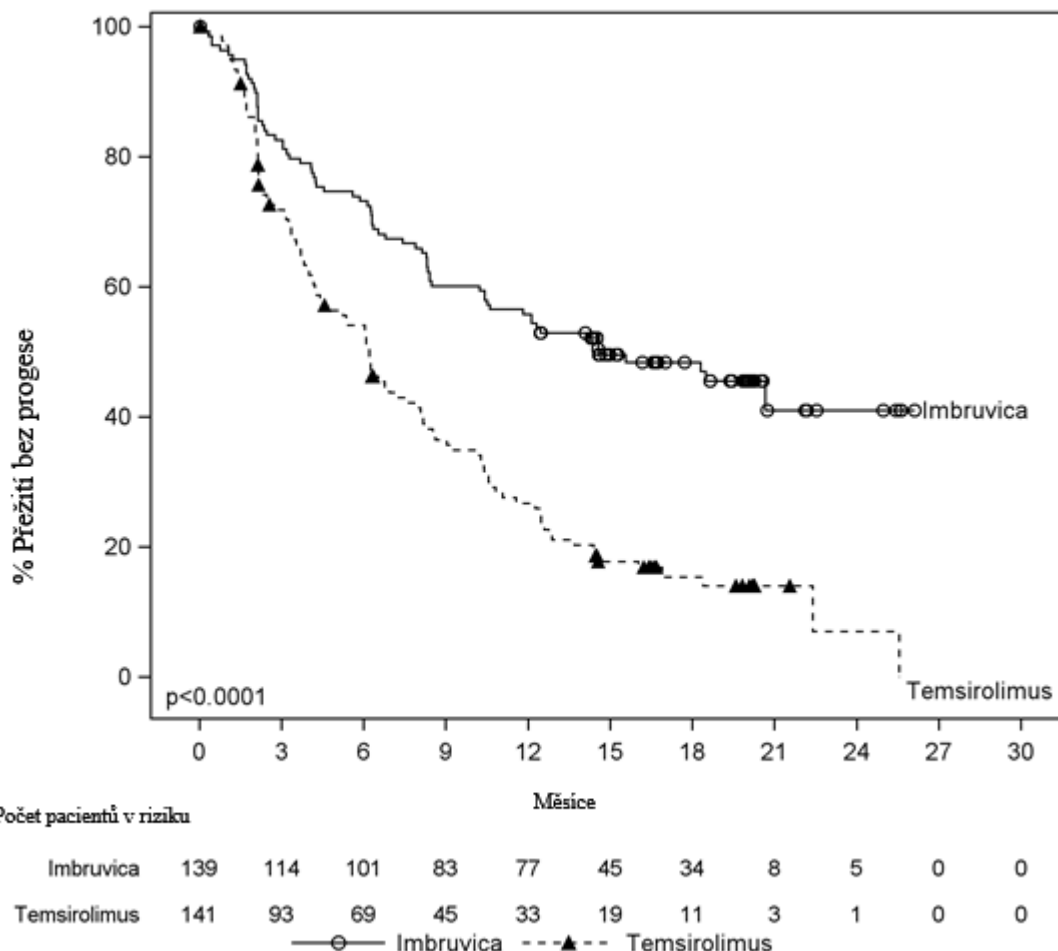 100
80
60
40
20
0
% Přežití bez progese
Imbruvica
Temsirolimus
p<0.0001
0 3 6 9 12 15 18 21 24 27 30
Měsíce
Počet pacientů v riziku
Imbruvica 139 114 101 83 77 45 34 8 5 0 0
Temsirolimus 141 93 69 45 33 19 11 3 1 0 0
Imbruvica Temsirolimus